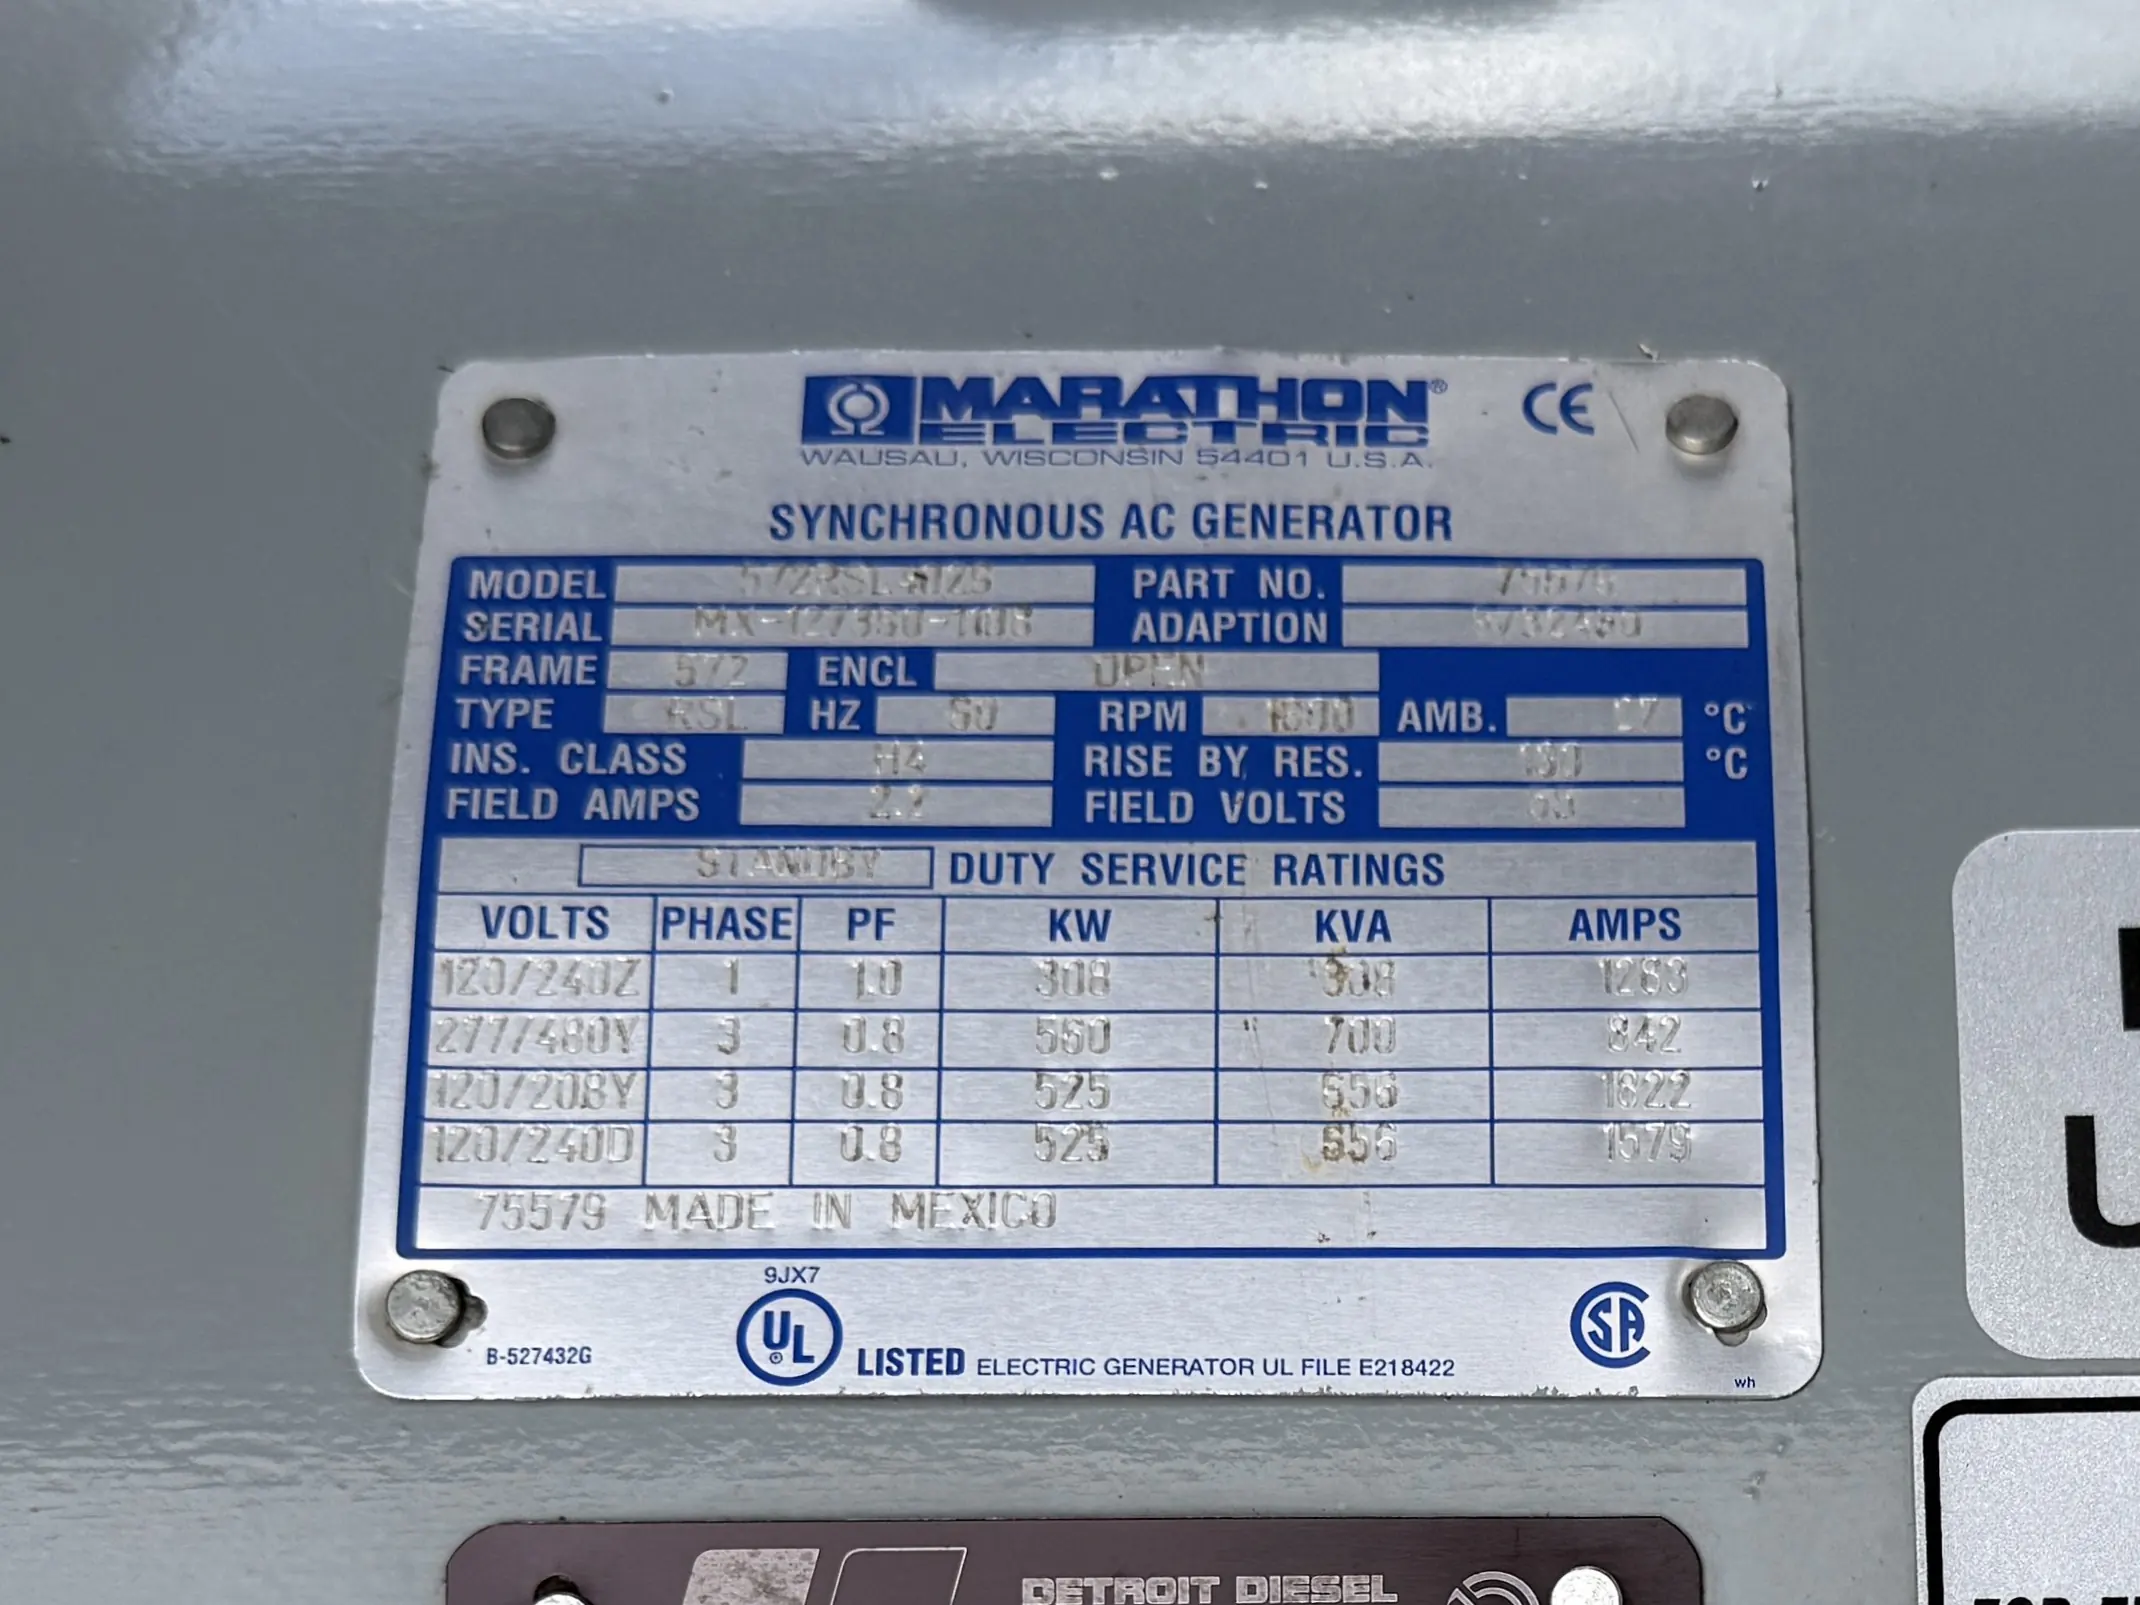 MARATHON®
ELECTRIC
CE
WAUSAU, WISCONSIN 54401 U.S.A.
SYNCHRONOUS AC GENERATOR
MODEL PART NO.
SERIAL ADAPTION
FRAME 572 ENCL OPEN
TYPE RSL HZ RPM AMB. °C
INS. CLASS H4 RISE BY RES. 130 °C
FIELD AMPS FIELD VOLTS
STANDBY DUTY SERVICE RATINGS
VOLTS PHASE PF KW KVA AMPS
120/240Z 1 1.0 308 308 1283
277/480Y 3 0.8 560 700 842
120/208Y 3 0.8 525 656 1822
120/240D 3 0.8 525 656 1579
75579 MADE IN MEXICO
9JX7
B-527432G
UL LISTED ELECTRIC GENERATOR UL FILE E218422
SA
wh
DETROIT DIESEL